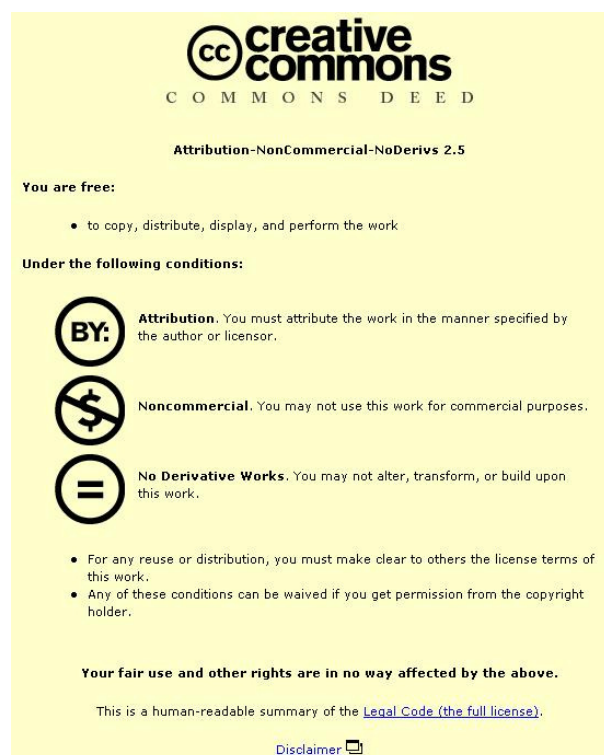 cc creative
commons
COMMONS DEED
Attribution-NonCommercial-NoDerivs 2.5
You are free:
• to copy, distribute, display, and perform the work
Under the following conditions:
BY:
Attribution. You must attribute the work in the manner specified by
the author or licensor.
$
Noncommercial. You may not use this work for commercial purposes.
=
No Derivative Works. You may not alter, transform, or build upon
this work.
• For any reuse or distribution, you must make clear to others the license terms of
this work.
• Any of these conditions can be waived if you get permission from the copyright
holder.
Your fair use and other rights are in no way affected by the above.
This is a human-readable summary of the Legal Code (the full license).
Disclaimer